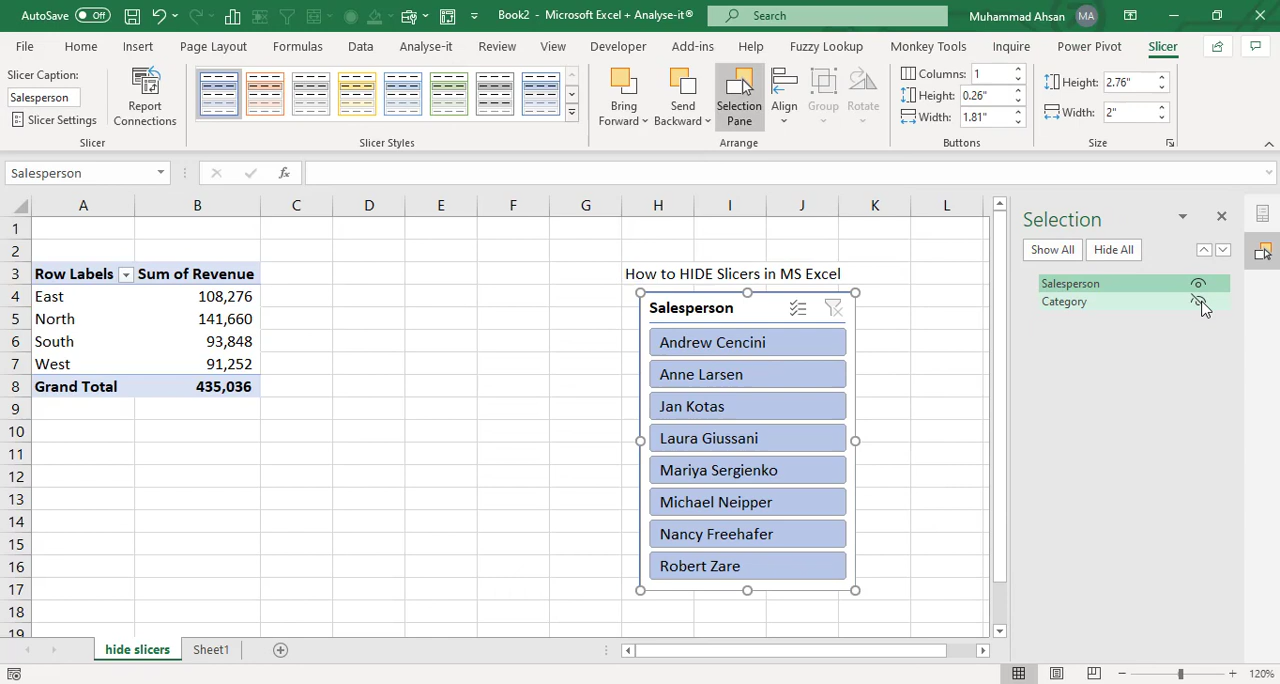 AutoSave Off Book2 - Microsoft Excel + Analyse-it® Search Muhammad Ahsan MA
File Home Insert Page Layout Formulas Data Analyse-it Review View Developer Add-ins Help Fuzzy Lookup Monkey Tools Inquire Power Pivot Slicer
Slicer Caption:
Salesperson
Slicer Settings
Report
Connections
Slicer
Slicer Styles
Bring
Forward
Send
Backward
Selection
Pane
Align
Group
Rotate
Arrange
Columns: 1
Height: 0.26"
Width: 1.81"
Buttons
Height: 2.76"
Width: 2"
Size
Salesperson
fx
A B C D E F G H I J K L
1
2
3 Row Labels Sum of Revenue How to HIDE Slicers in MS Excel
4 East 108,276
5 North 141,660
6 South 93,848
7 West 91,252
8 Grand Total 435,036
9
10
11
12
13
14
15
16
17
18
19
Salesperson
Andrew Cencini
Anne Larsen
Jan Kotas
Laura Giussani
Mariya Sergienko
Michael Neipper
Nancy Freehafer
Robert Zare
Selection
Show All Hide All
Salesperson
Category
hide slicers Sheet1
120%